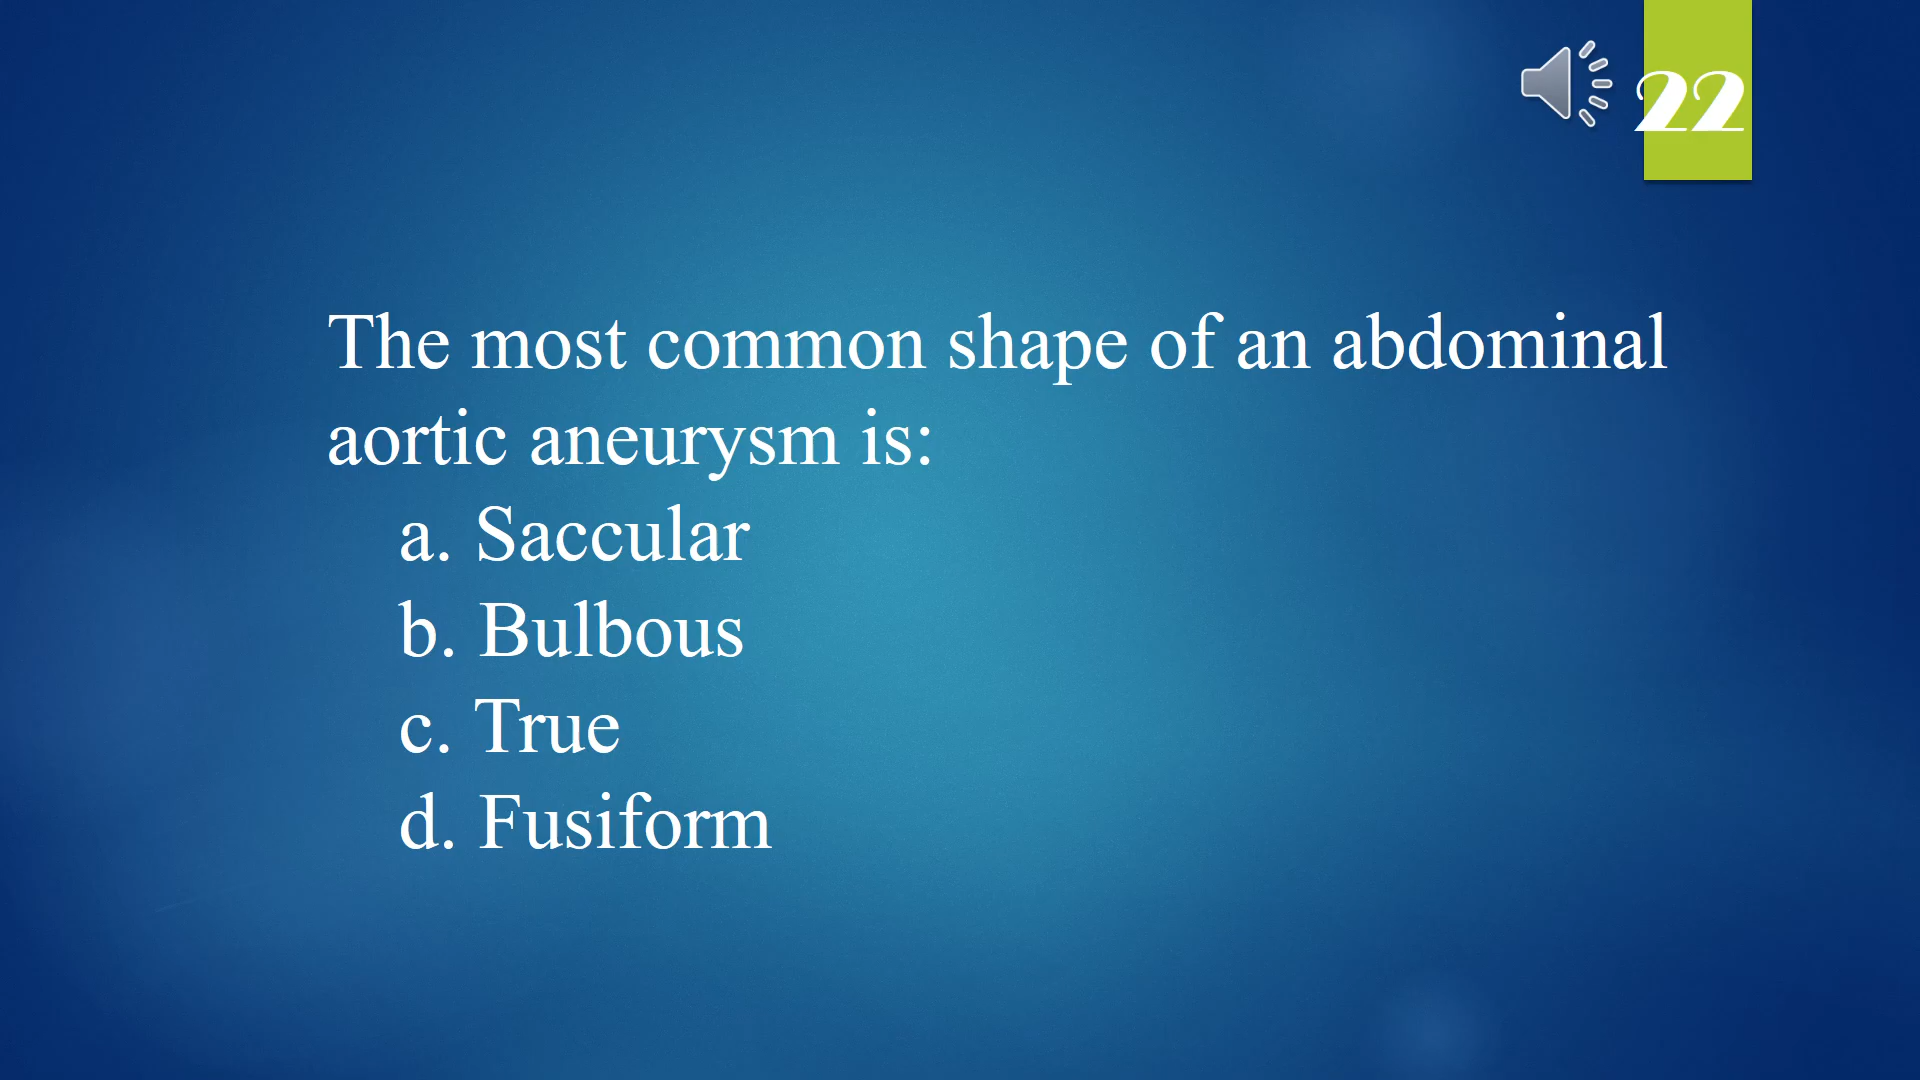 22
The most common shape of an abdominal
aortic aneurysm is:
a. Saccular
b. Bulbous
c. True
d. Fusiform